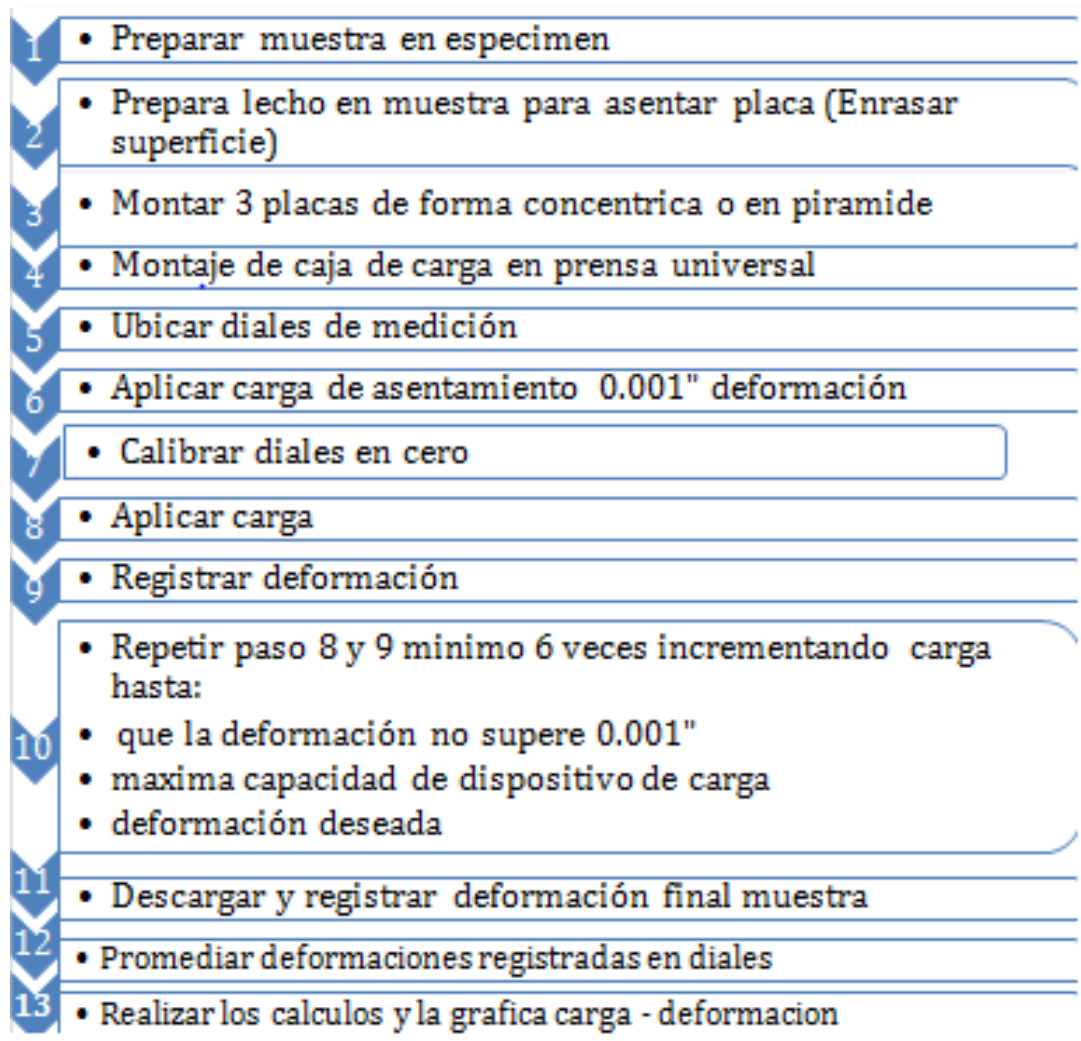 1 • Preparar muestra en especimen
2 • Prepara lecho en muestra para asentar placa (Enrasar
superficie)
3 • Montar 3 placas de forma concentrica o en piramide
4 • Montaje de caja de carga en prensa universal
5 • Ubicar diales de medición
6 • Aplicar carga de asentamiento 0.001" deformación
7 • Calibrar diales en cero
8 • Aplicar carga
9 • Registrar deformación
10 • Repetir paso 8 y 9 minimo 6 veces incrementando carga
hasta:
• que la deformación no supere 0.001"
• maxima capacidad de dispositivo de carga
• deformación deseada
11 • Descargar y registrar deformación final muestra
12 • Promediar deformaciones registradas en diales
13 • Realizar los calculos y la grafica carga - deformacion